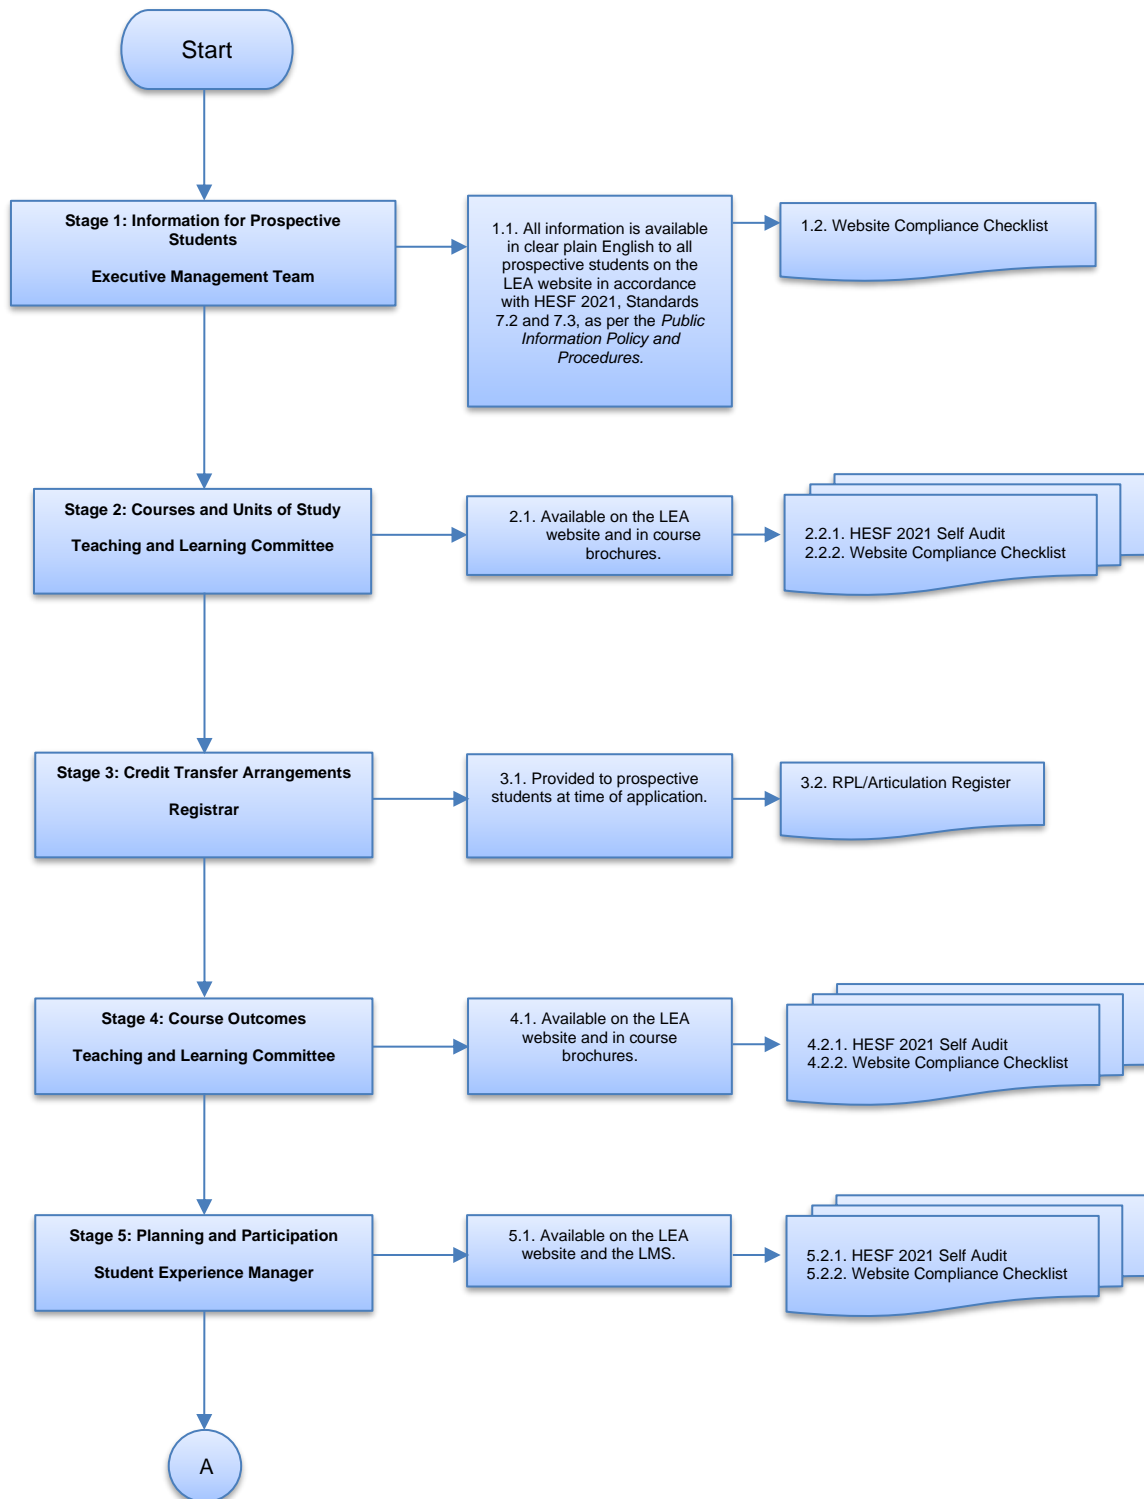 Start
Stage 1: Information for Prospective
Students
Executive Management Team
1.1. All information is available
in clear plain English to all
prospective students on the
LEA website in accordance
with HESF 2021, Standards
7.2 and 7.3, as per the Public
Information Policy and
Procedures.
1.2. Website Compliance Checklist
Stage 2: Courses and Units of Study
Teaching and Learning Committee
2.1. Available on the LEA
website and in course
brochures.
2.2.1. HESF 2021 Self Audit
2.2.2. Website Compliance Checklist
Stage 3: Credit Transfer Arrangements
Registrar
3.1. Provided to prospective
students at time of application.
3.2. RPL/Articulation Register
Stage 4: Course Outcomes
Teaching and Learning Committee
4.1. Available on the LEA
website and in course
brochures.
4.2.1. HESF 2021 Self Audit
4.2.2. Website Compliance Checklist
Stage 5: Planning and Participation
Student Experience Manager
5.1. Available on the LEA
website and the LMS.
5.2.1. HESF 2021 Self Audit
5.2.2. Website Compliance Checklist
A